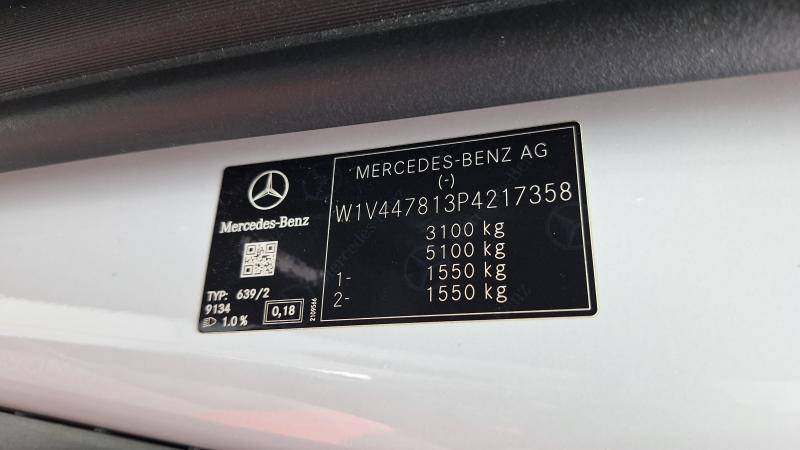 Mercedes-Benz
TYP: 639/2
9134
1.0%
0,18
2109566
MERCEDES-BENZ AG
(-)
W1V447813P4217358
3100 kg
5100 kg
1- 1550 kg
2- 1550 kg